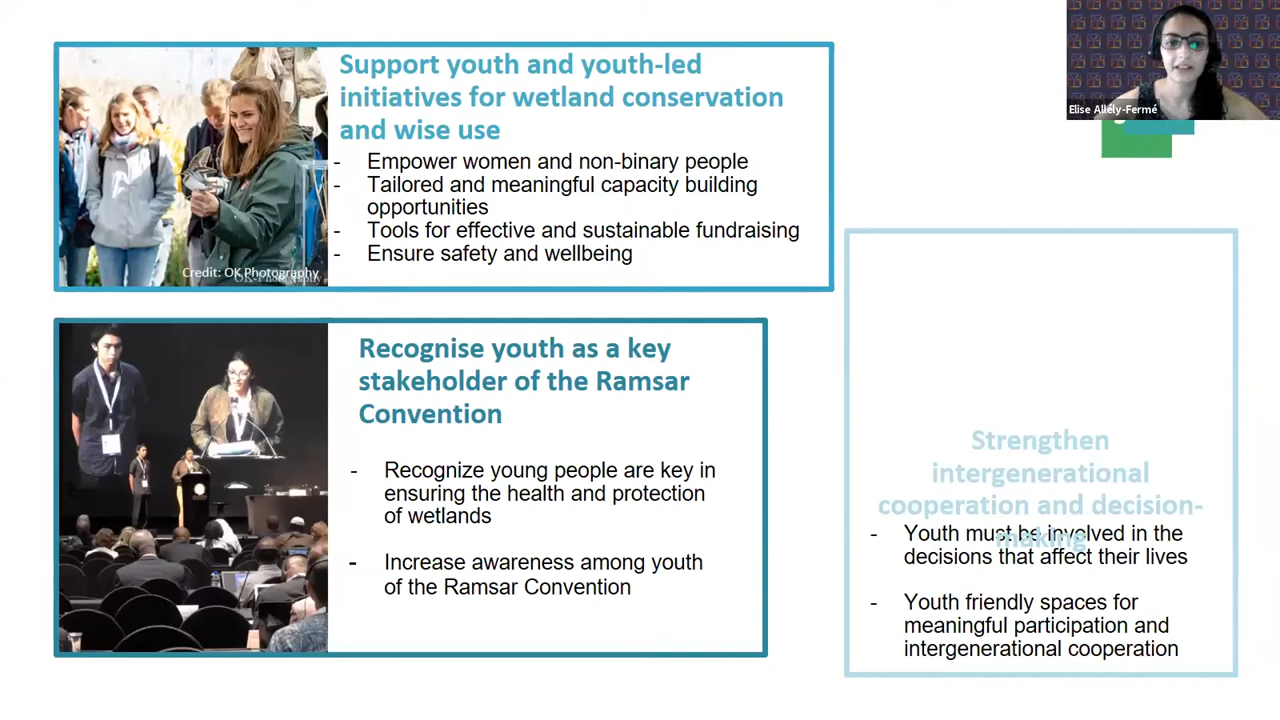 Support youth and youth-led
initiatives for wetland conservation
and wise use
- Empower women and non-binary people
- Tailored and meaningful capacity building
opportunities
- Tools for effective and sustainable fundraising
- Ensure safety and wellbeing
Credit: OK Photography
OK-Photography
Recognise youth as a key
stakeholder of the Ramsar
Convention
- Recognize young people are key in
ensuring the health and protection
of wetlands
- Increase awareness among youth
of the Ramsar Convention
Elise Allély-Fermé
Strengthen
intergenerational
cooperation and decision-
making
- Youth must be involved in the
decisions that affect their lives
- Youth friendly spaces for
meaningful participation and
intergenerational cooperation